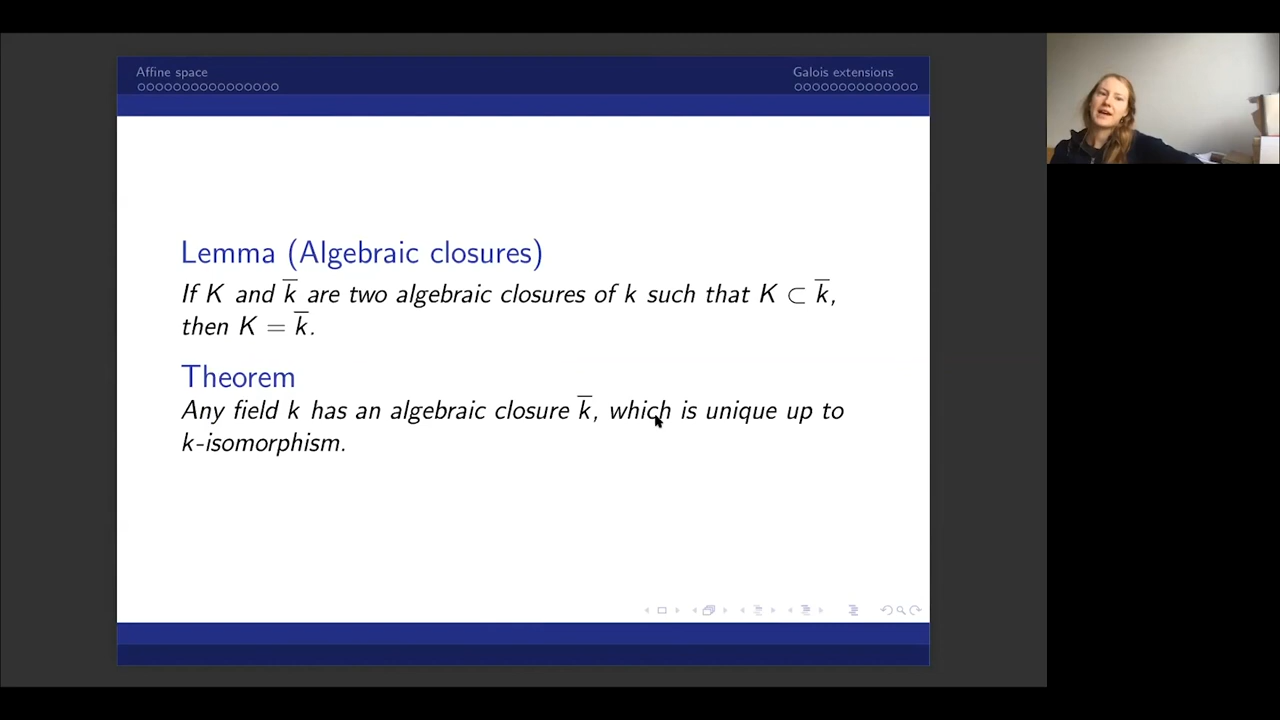 Affine space
Galois extensions
Lemma (Algebraic closures)
If K and k̅ are two algebraic closures of k such that K ⊂ k̅,
then K = k̅.
Theorem
Any field k has an algebraic closure k̅, which is unique up to
k-isomorphism.